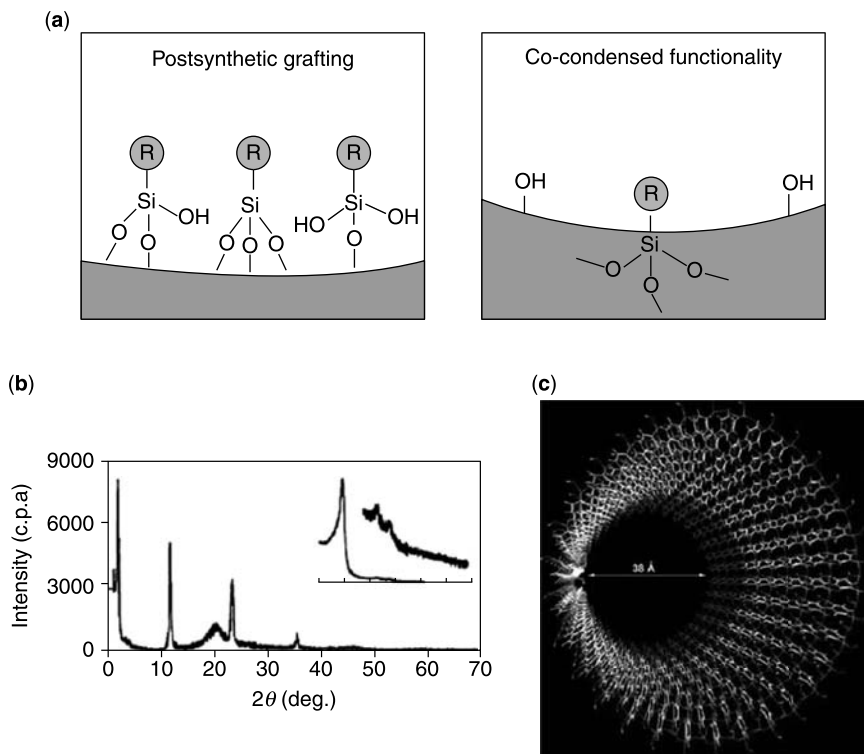 (a)
Postsynthetic grafting
R R R
Si Si Si
OH HO OH
O O O O O O
Co-condensed functionality
OH R OH
Si
O O O
(b)
Intensity (c.p.a)
9000
6000
3000
0
0 10 20 30 40 50 60 70
2θ (deg.)
(c)
38 Å